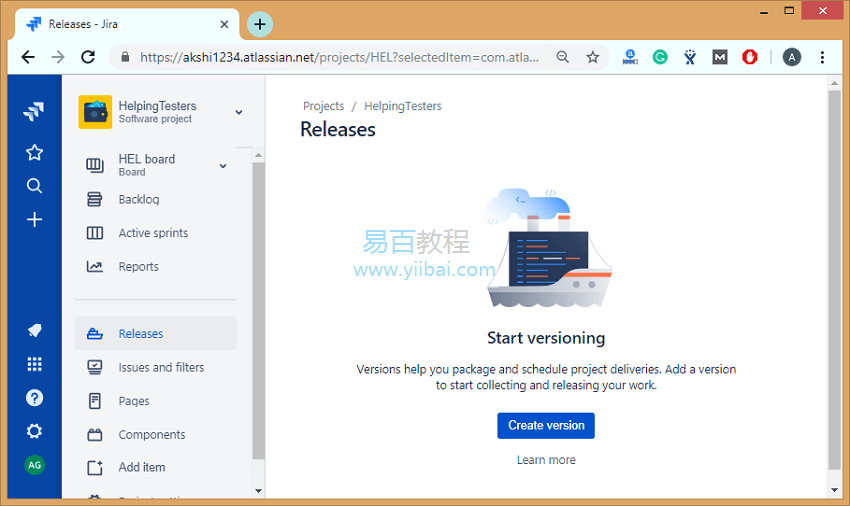 Releases - Jira
https://akshi1234.atlassian.net/projects/HEL?selectedItem=com.atla...
A
HelpingTesters
Software project
HEL board
Board
Backlog
Active sprints
Reports
Releases
Issues and filters
Pages
Components
Add item
AG
Projects / HelpingTesters
Releases
易百教程
www.yiibai.com
Start versioning
Versions help you package and schedule project deliveries. Add a version
to start collecting and releasing your work.
Create version
Learn more